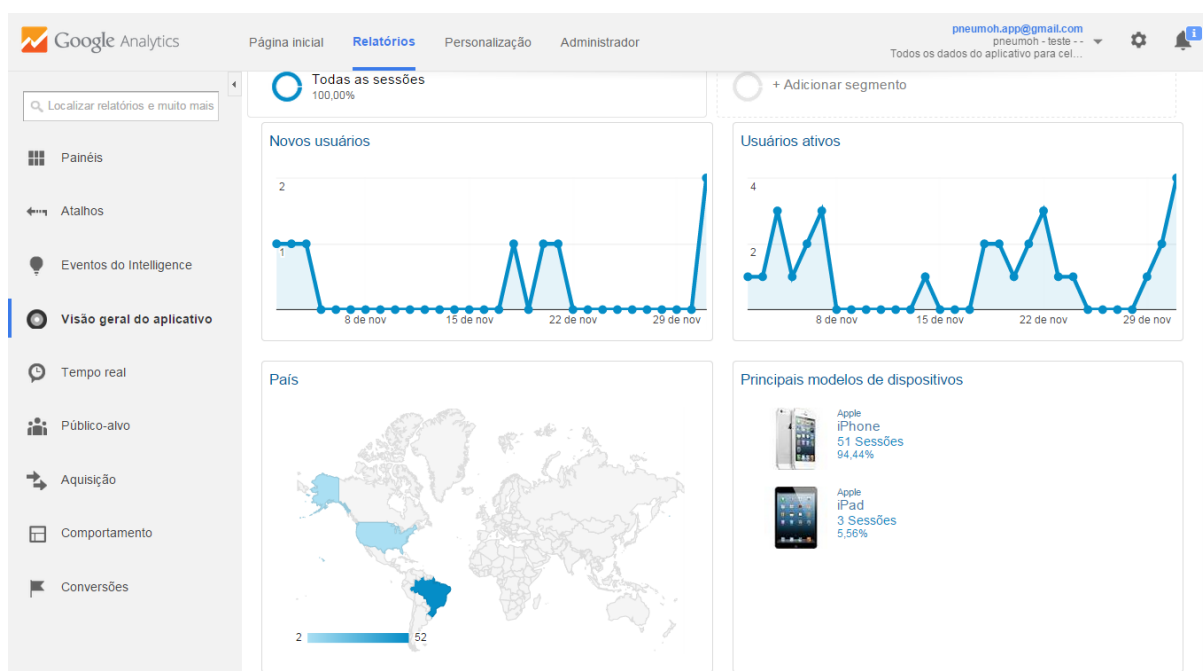 Google Analytics
Página inicial
Relatórios
Personalização
Administrador
pneumoh.app@gmail.com
pneumoh - teste - -
Todos os dados do aplicativo para cel...
i
Localizar relatórios e muito mais
Painéis
Atalhos
Eventos do Intelligence
Visão geral do aplicativo
Tempo real
Público-alvo
Aquisição
Comportamento
Conversões
Todas as sessões
100,00%
+ Adicionar segmento
Novos usuários
2
1
8 de nov
15 de nov
22 de nov
29 de nov
Usuários ativos
4
2
8 de nov
15 de nov
22 de nov
29 de nov
País
2
52
Principais modelos de dispositivos
Apple
iPhone
51 Sessões
94,44%
Apple
iPad
3 Sessões
5,56%